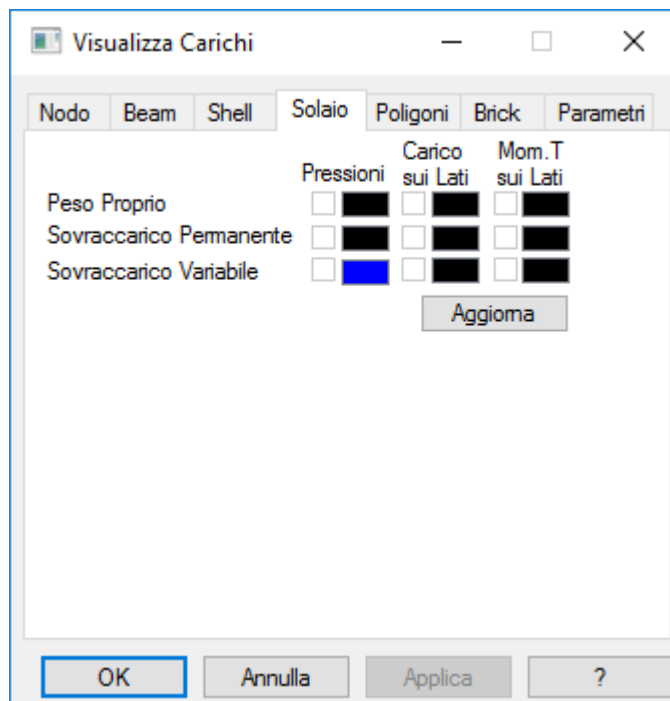 Visualizza Carichi
Nodo Beam Shell Solaio Poligoni Brick Parametri
Pressioni Carico sui Lati Mom.T sui Lati
Peso Proprio
Sovraccarico Permanente
Sovraccarico Variabile
Aggiorna
OK Annulla Applica ?